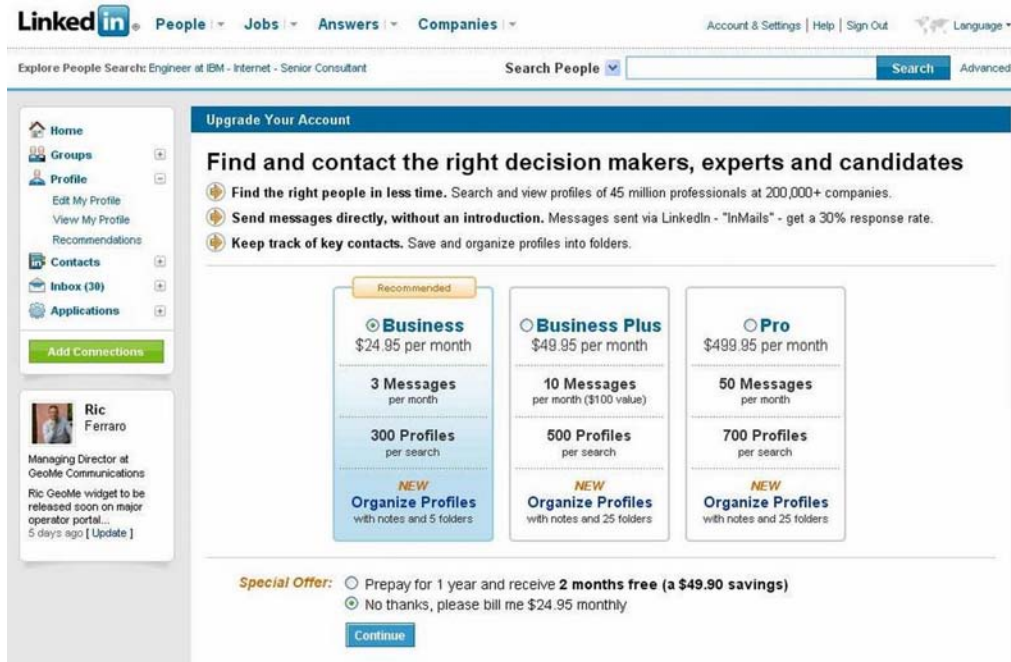 LinkedIn® People Jobs Answers Companies Account & Settings | Help | Sign Out Language
Explore People Search: Engineer at IBM - Internet - Senior Consultant Search People Search Advanced
Home
Groups
Profile
Edit My Profile
View My Profile
Recommendations
Contacts
Inbox (30)
Applications
Add Connections
Ric
Ferraro
Managing Director at
GeoMe Communications
Ric GeoMe widget to be
released soon on major
operator portal...
5 days ago [ Update ]
Upgrade Your Account
Find and contact the right decision makers, experts and candidates
Find the right people in less time. Search and view profiles of 45 million professionals at 200,000+ companies.
Send messages directly, without an introduction. Messages sent via LinkedIn - "InMails" - get a 30% response rate.
Keep track of key contacts. Save and organize profiles into folders.
Recommended
Business
$24.95 per month
3 Messages
per month
300 Profiles
per search
NEW
Organize Profiles
with notes and 5 folders
Business Plus
$49.95 per month
10 Messages
per month ($100 value)
500 Profiles
per search
NEW
Organize Profiles
with notes and 25 folders
Pro
$499.95 per month
50 Messages
per month
700 Profiles
per search
NEW
Organize Profiles
with notes and 25 folders
Special Offer: Prepay for 1 year and receive 2 months free (a $49.90 savings)
No thanks, please bill me $24.95 monthly
Continue